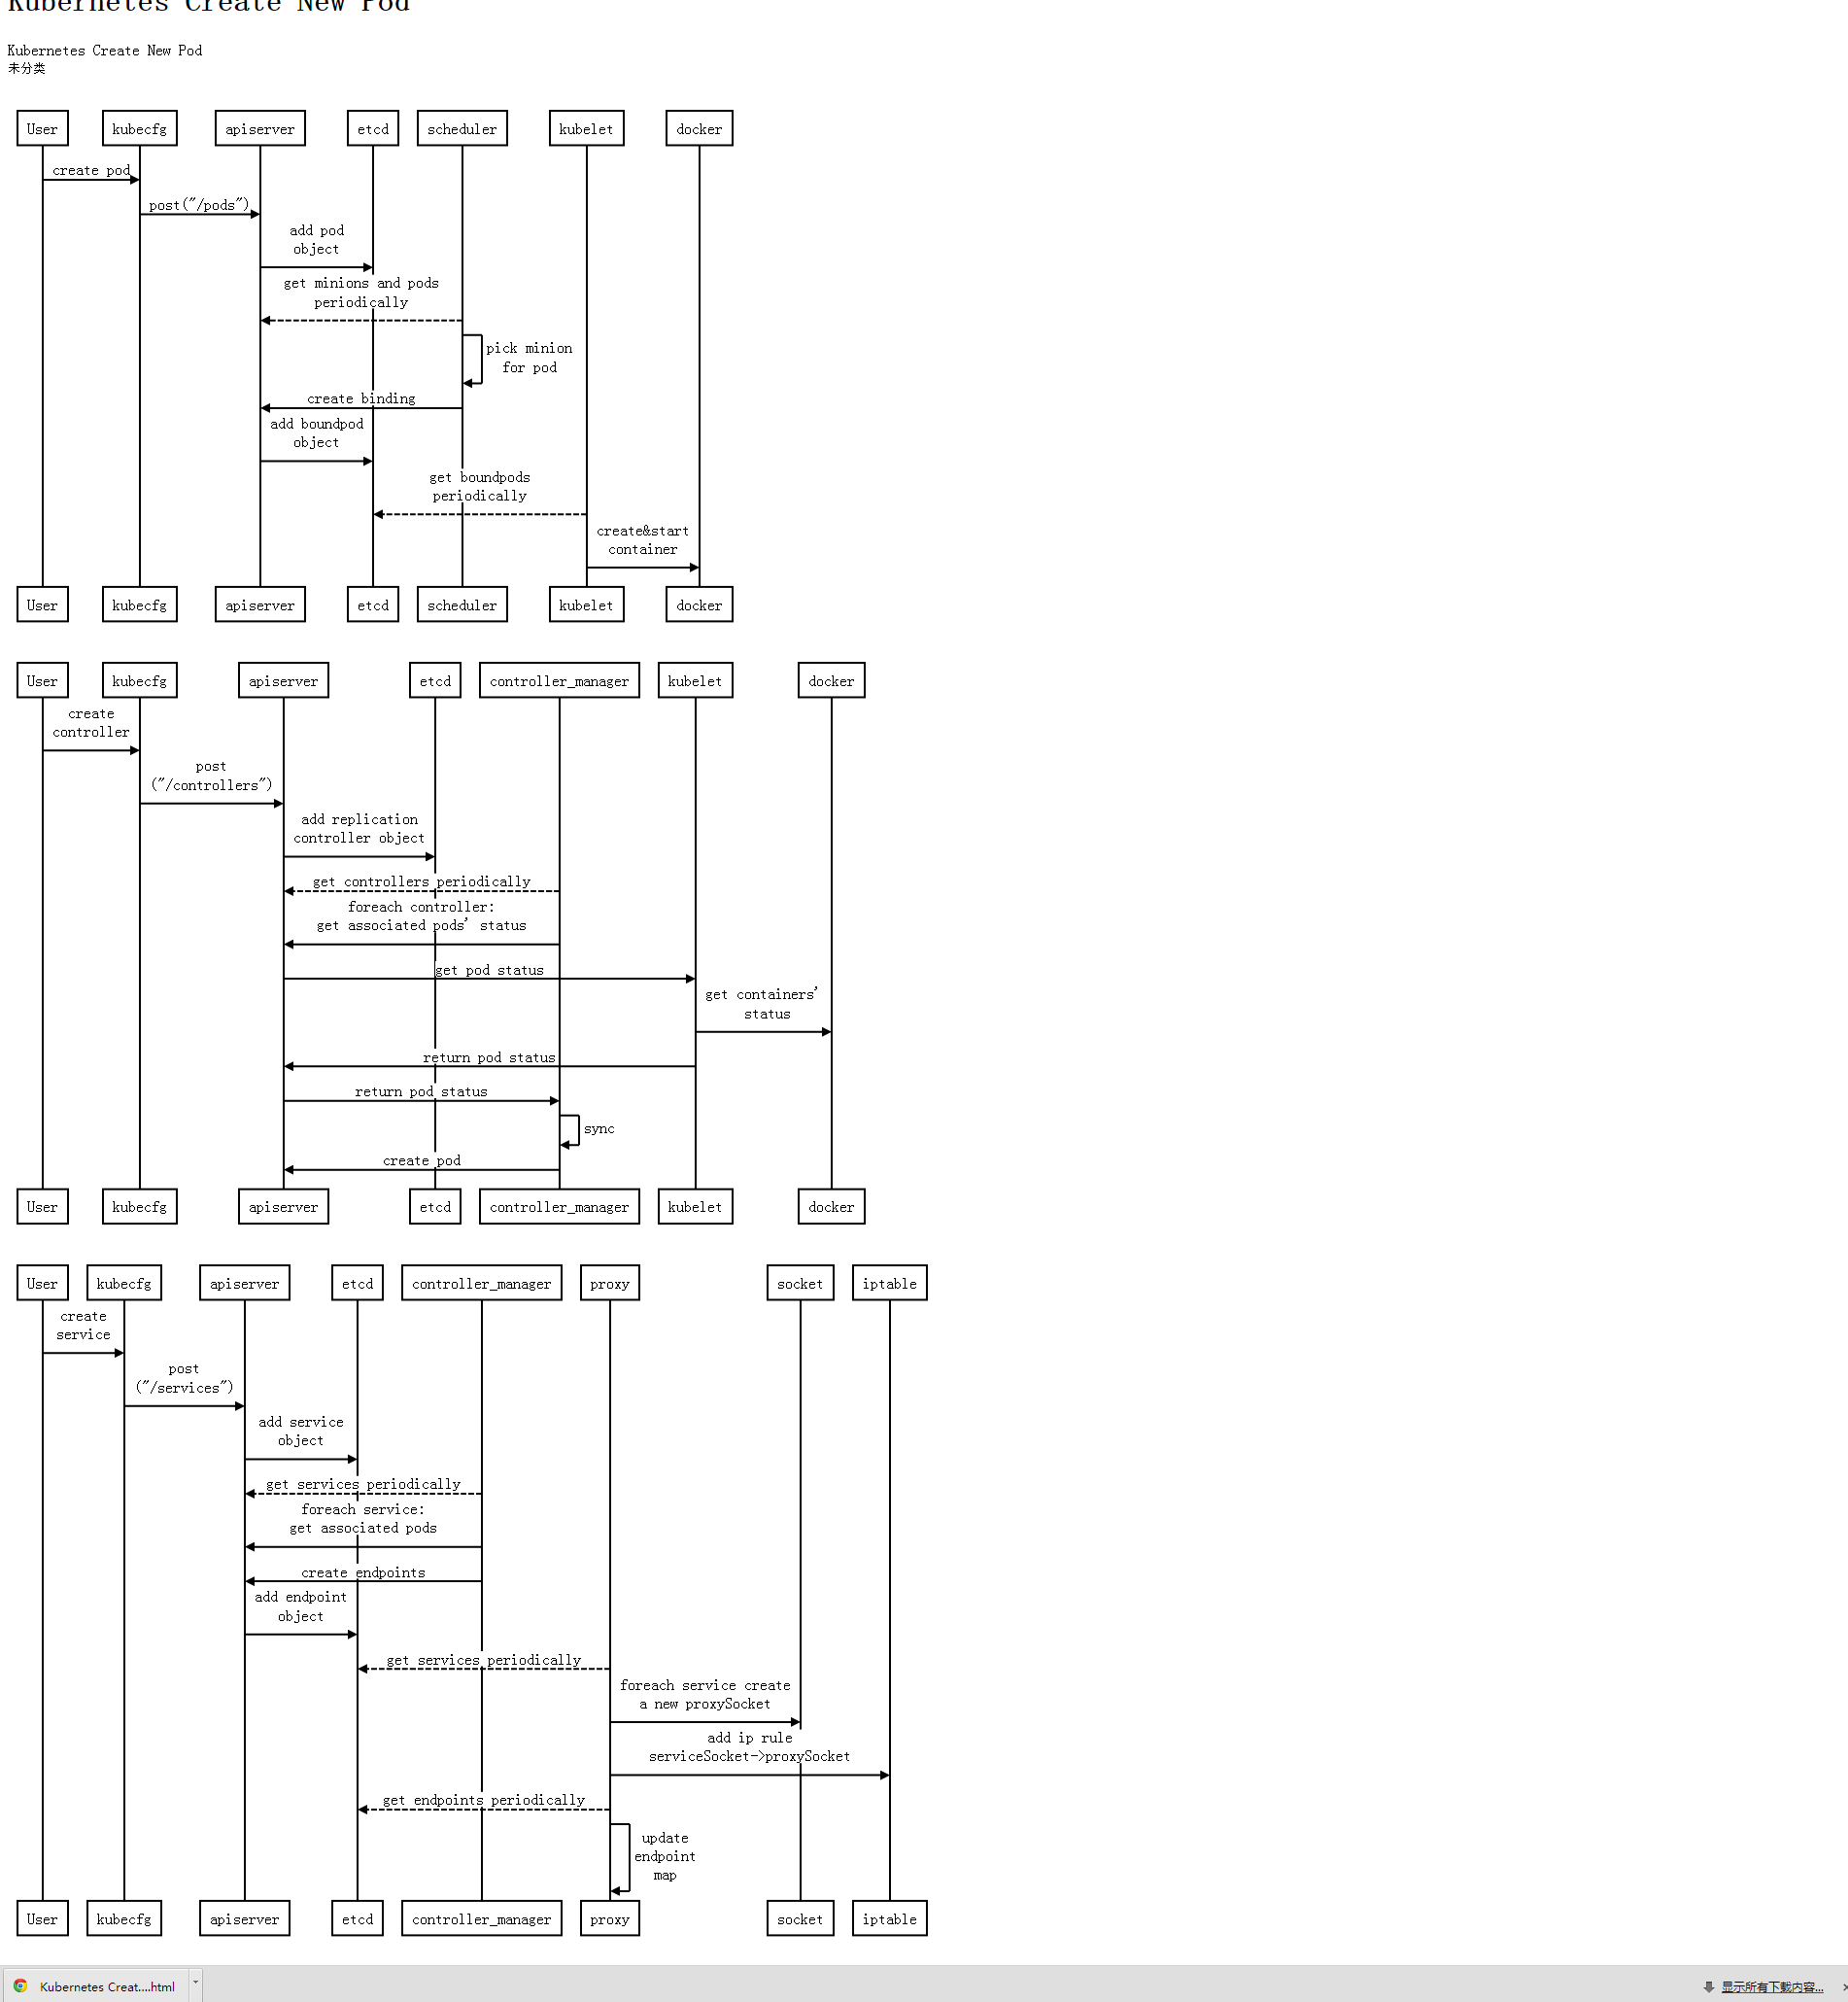 Kubernetes Create New Pod
Kubernetes Create New Pod
未分类
User kubecfg apiserver etcd scheduler kubelet docker
create pod
post("/pods")
add pod
object
get minions and pods
periodically
pick minion
for pod
create binding
add boundpod
object
get boundpods
periodically
create&start
container
User kubecfg apiserver etcd scheduler kubelet docker
User kubecfg apiserver etcd controller_manager kubelet docker
create
controller
post
("/controllers")
add replication
controller object
get controllers periodically
foreach controller:
get associated pods' status
get pod status
get containers'
status
return pod status
return pod status
sync
create pod
User kubecfg apiserver etcd controller_manager kubelet docker
User kubecfg apiserver etcd controller_manager proxy socket iptable
create
service
post
("/services")
add service
object
get services periodically
foreach service:
get associated pods
create endpoints
add endpoint
object
get services periodically
foreach service create
a new proxySocket
add ip rule
serviceSocket->proxySocket
get endpoints periodically
update
endpoint
map
User kubecfg apiserver etcd controller_manager proxy socket iptable
Kubernetes Creat....html 显示所有下载内容...